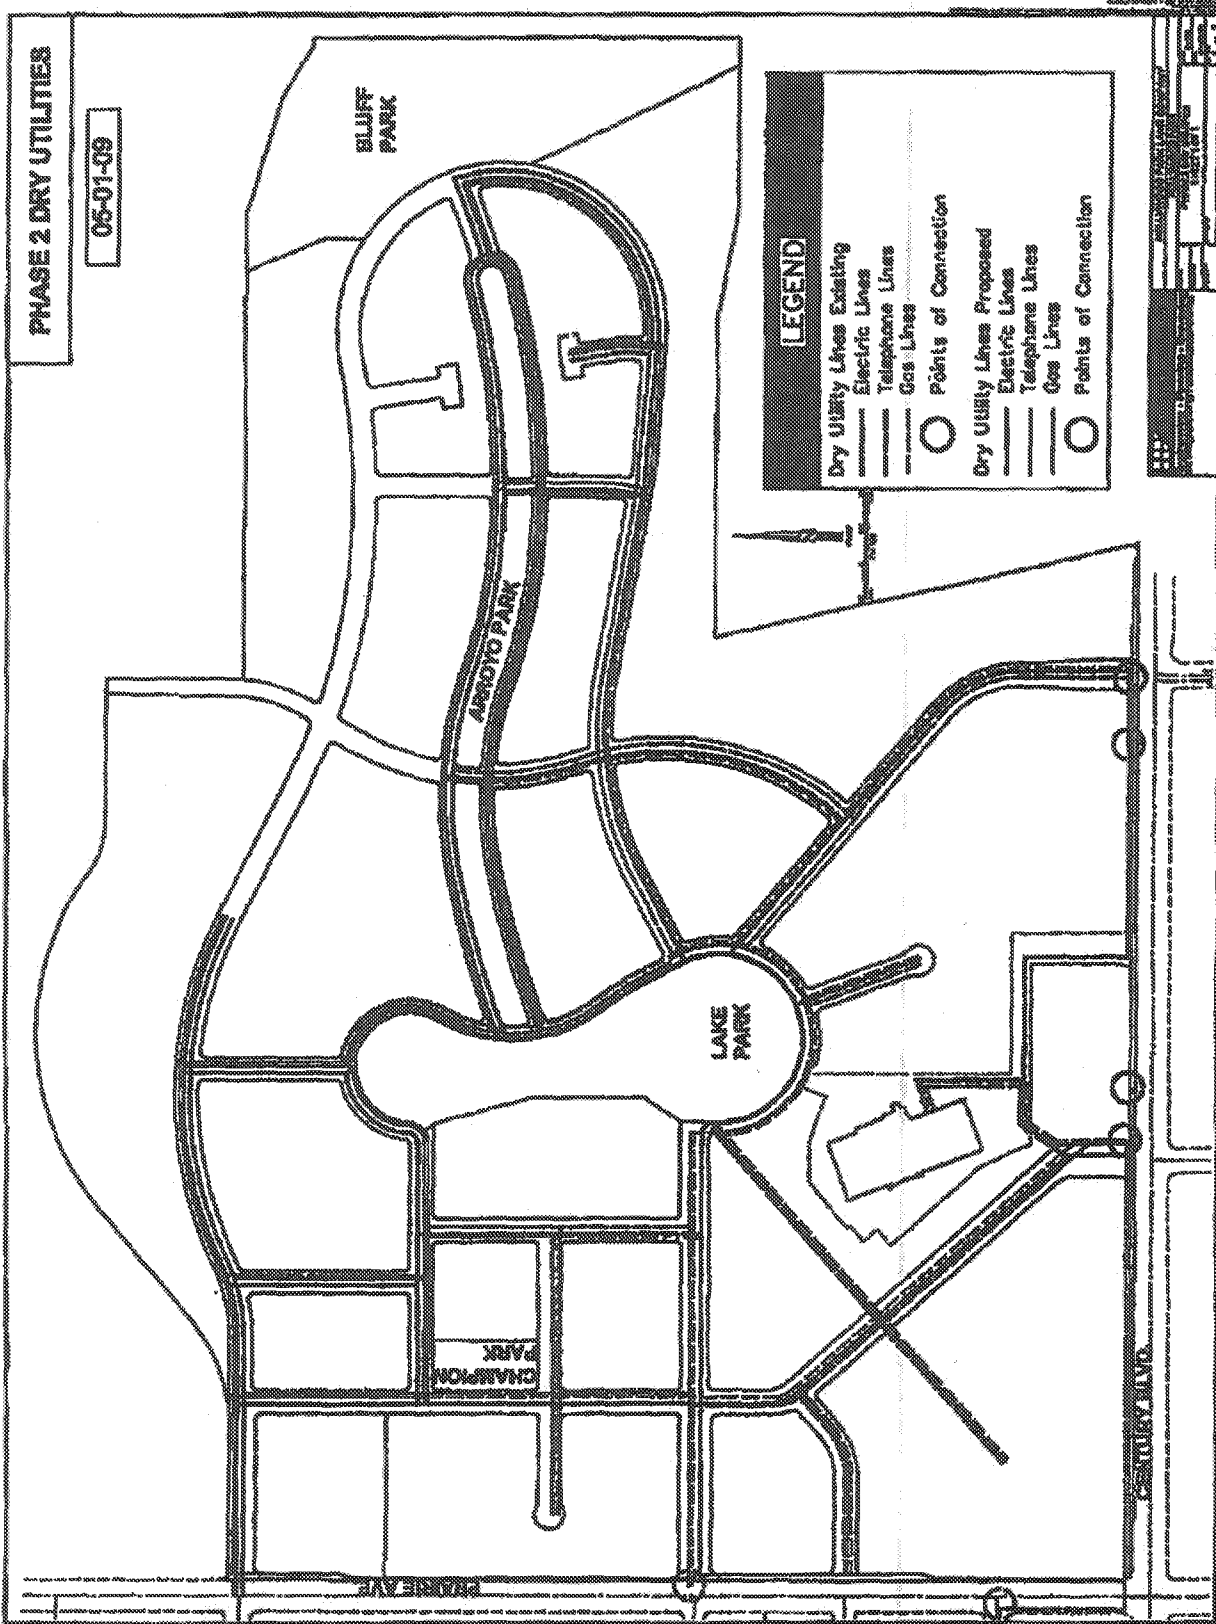 PHASE 2 DRY UTILITIES
05-01-09
BLUFF
PARK
ARROYO PARK
LAKE
PARK
CHAMPION
PARK
PRAIRIE AVE
CENTURY BLVD
LEGEND
Dry Utility Lines Existing
Electric Lines
Telephone Lines
Gas Lines
Points of Connection
Dry Utility Lines Proposed
Electric Lines
Telephone Lines
Gas Lines
Points of Connection